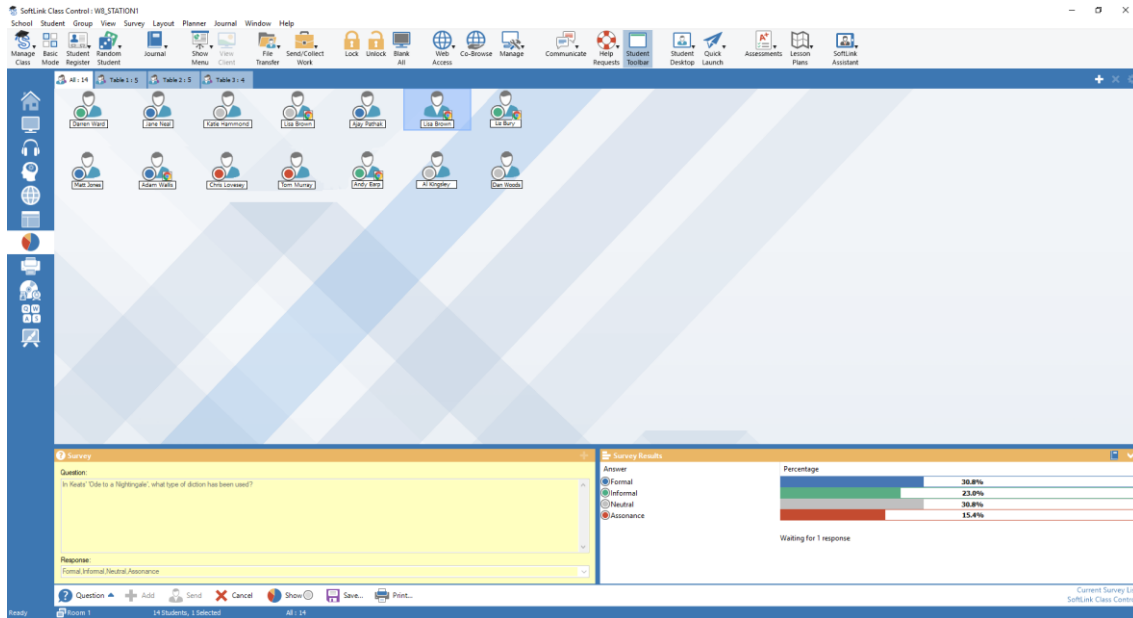 SoftLink Class Control : W8_STATION1
School Student Group View Survey Layout Planner Journal Window Help
Manage Class
Basic Mode
Student Register
Random Student
Journal
Show Menu
View Client
File Transfer
Send/Collect Work
Lock
Unlock
Blank All
Web Access
Co-Browse
Manage
Communicate
Help Requests
Student Toolbar
Student Desktop
Quick Launch
Assessments
Lesson Plans
SoftLink Assistant
All : 14 Table 1 : 5 Table 2 : 5 Table 3 : 4
Darren Ward Jane Neal Kate Hammond Lisa Brown Ajay Pathak Lisa Brown Liz Bury
Matt Jones Adam Wallis Chris Lovesey Tom Murray Andy Earp Al Kingsley Dan Woods
Q W
A S
Survey
Question:
In Keats' 'Ode to a Nightingale', what type of diction has been used?
Response:
Formal,Informal,Neutral,Assonance
Survey Results
Answer Percentage
Formal 30.8%
Informal 23.0%
Neutral 30.8%
Assonance 15.4%
Waiting for 1 response
Question Add Send Cancel Show Save... Print...
Current Survey Lis
SoftLink Class Contro
Ready Room 1 14 Students, 1 Selected All : 14